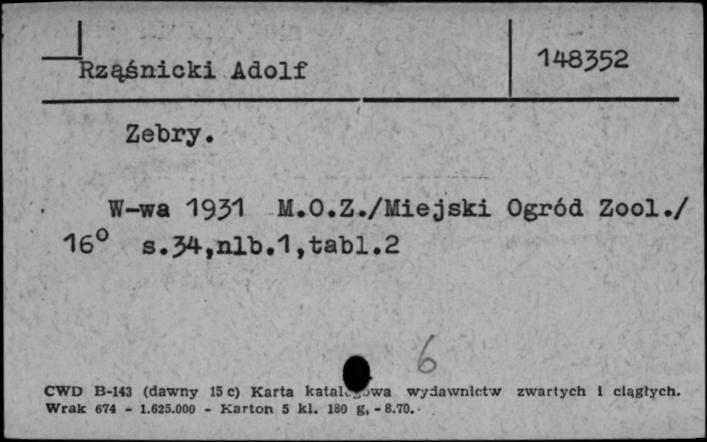 Rząśnicki Adolf
148352
Zebry.
W-wa 1931 M.O.Z./Miejski Ogród Zool./
16° s.34,nlb.1,tabl.2
6
CWD B-143 (dawny 15 c) Karta katalogowa wydawnictw zwartych i ciągłych.
Wrak 674 - 1.625.000 - Karton 5 kl. 180 g, - 8.70.